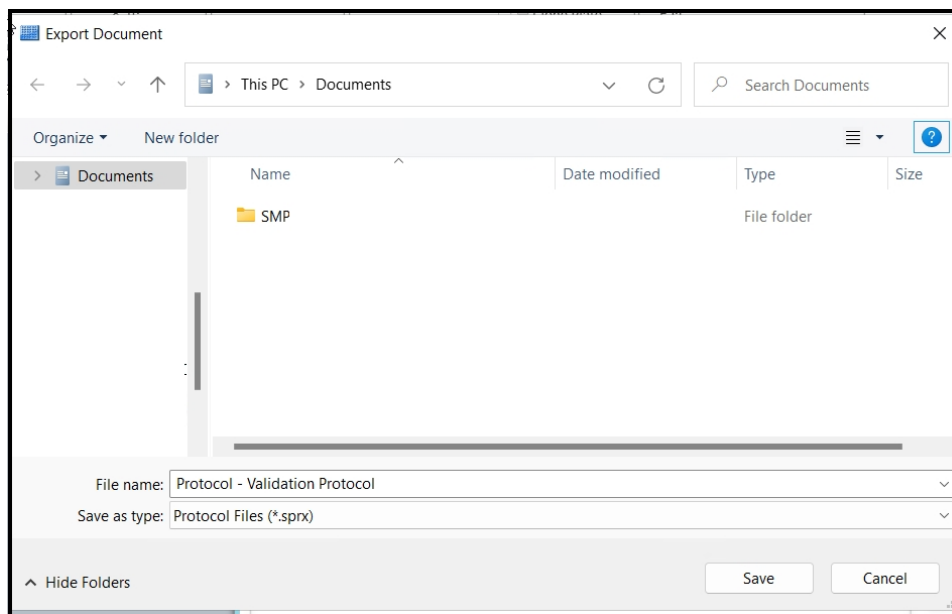 Export Document
This PC > Documents
Search Documents
Organize
New folder
?
Documents
Name
Date modified
Type
Size
SMP
File folder
File name: Protocol - Validation Protocol
Save as type: Protocol Files (*.sprx)
Hide Folders
Save
Cancel